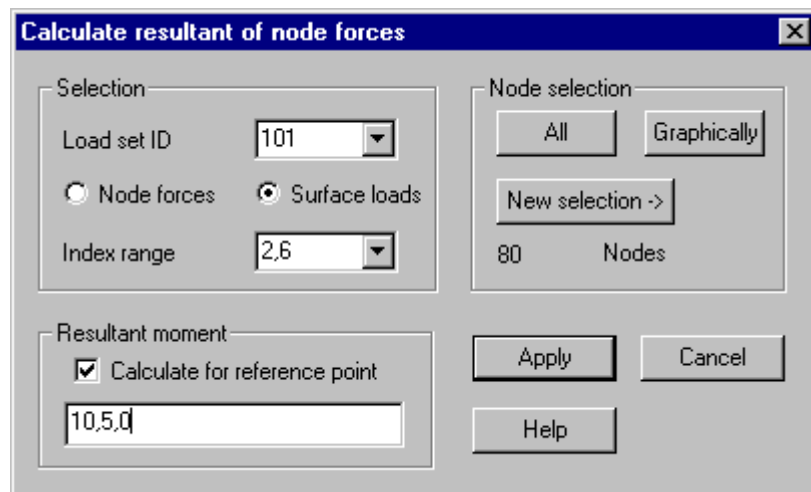 Calculate resultant of node forces
Selection
Load set ID 101
Node forces Surface loads
Index range 2,6
Node selection
All Graphically
New selection ->
80 Nodes
Resultant moment
Calculate for reference point
10,5,0
Apply Cancel
Help